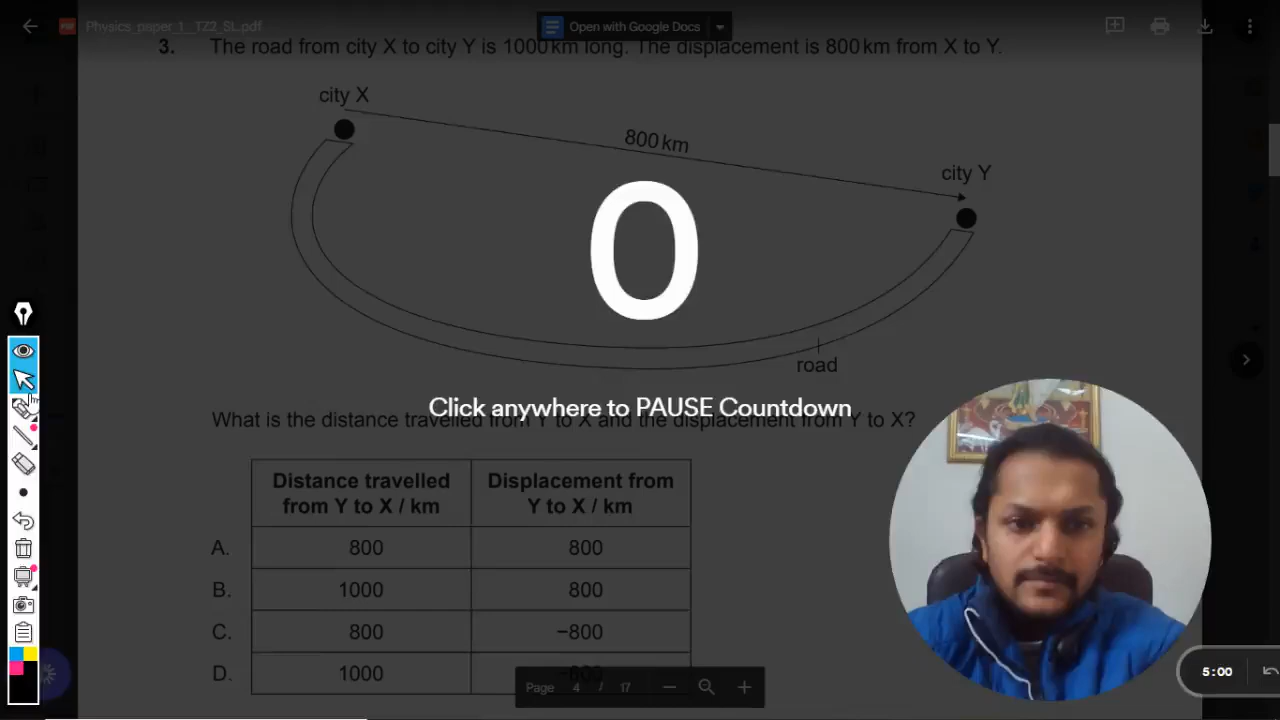 Physics_paper_1__TZ2_SL.pdf
Open with Google Docs
3. The road from city X to city Y is 1000 km long. The displacement is 800 km from X to Y.
city X
800 km
city Y
0
road
Click anywhere to PAUSE Countdown
What is the distance travelled from Y to X and the displacement from Y to X?
Distance travelled from Y to X / km
Displacement from Y to X / km
A. 800 800
B. 1000 800
C. 800 −800
D. 1000 −800
Page 4 / 17
5:00